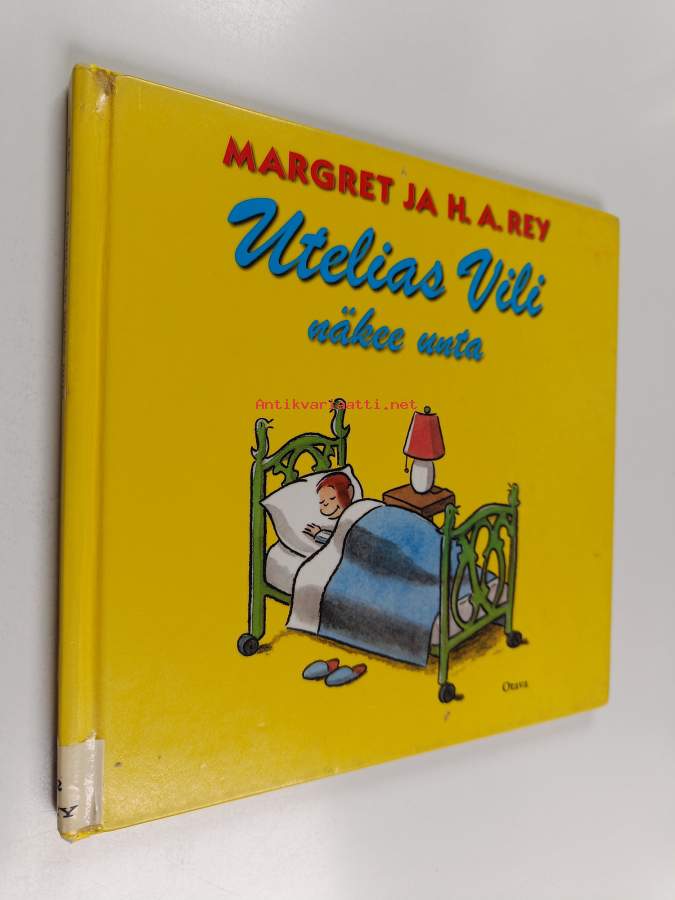 MARGRET JA H. A. REY
Utelias Vili
näkee unta
Antikvariaatti.net
Otava